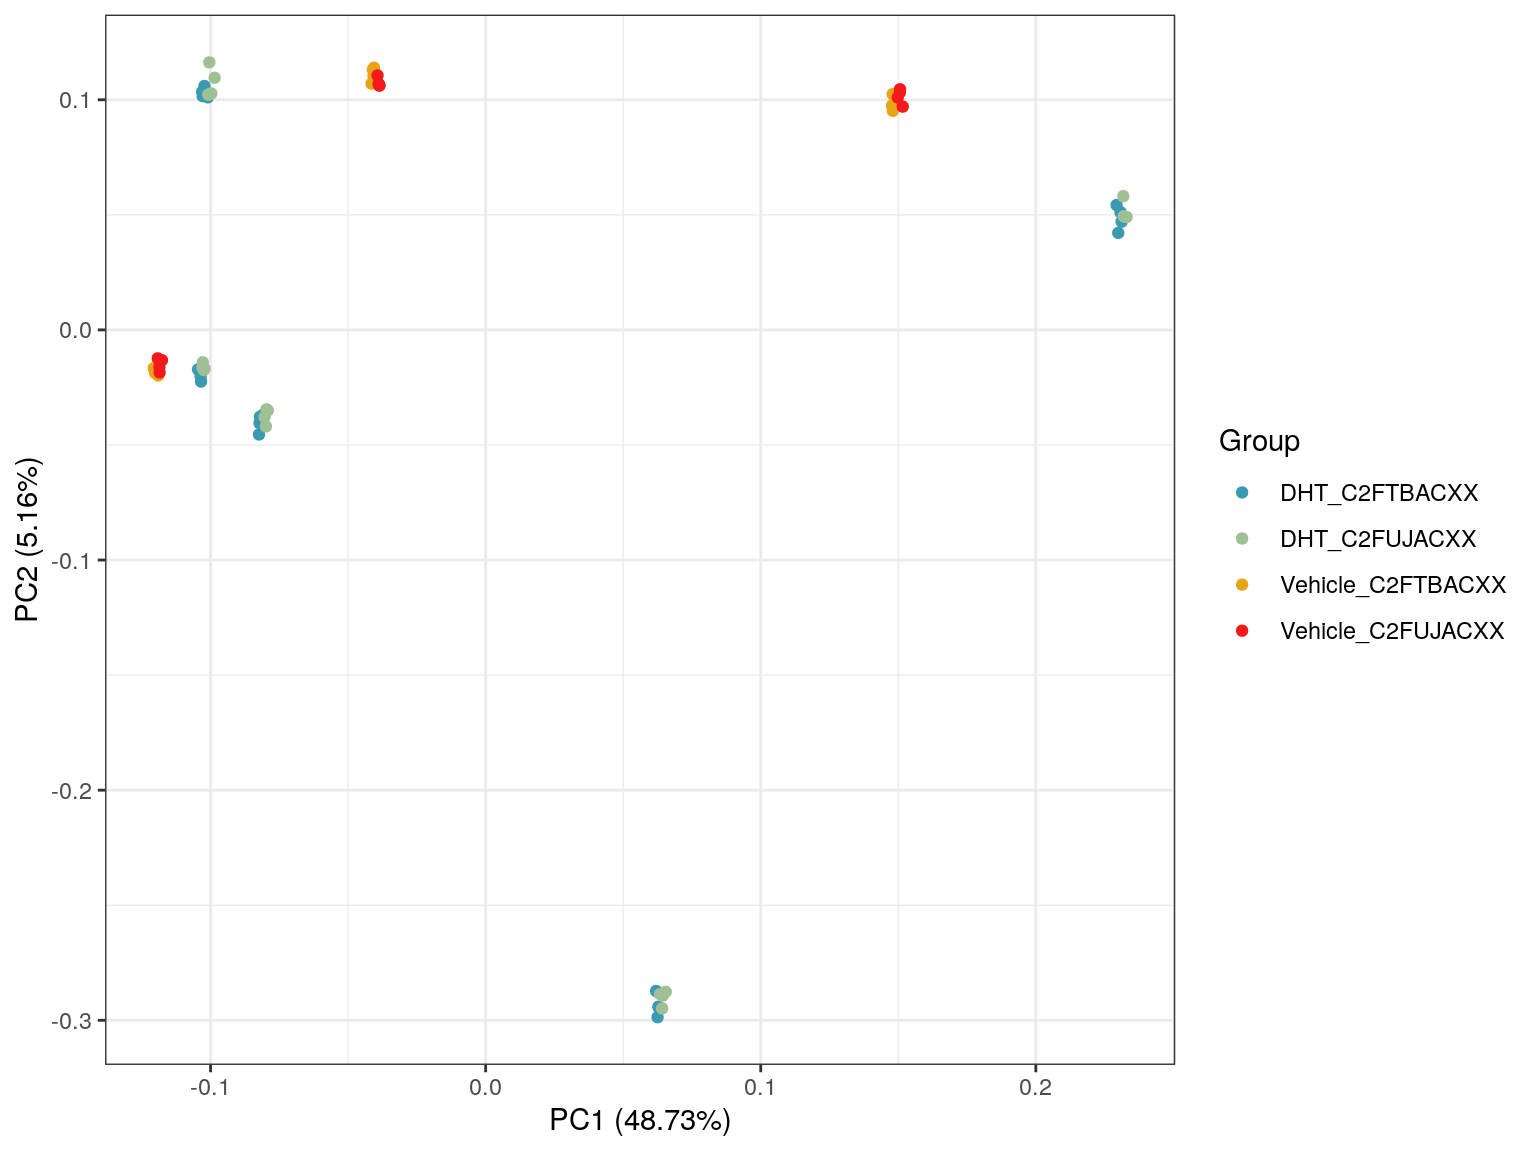 0.1
0.0
-0.1
-0.2
-0.3
PC2 (5.16%)
-0.1
0.0
0.1
0.2
PC1 (48.73%)
Group
DHT_C2FTBACXX
DHT_C2FUJACXX
Vehicle_C2FTBACXX
Vehicle_C2FUJACXX